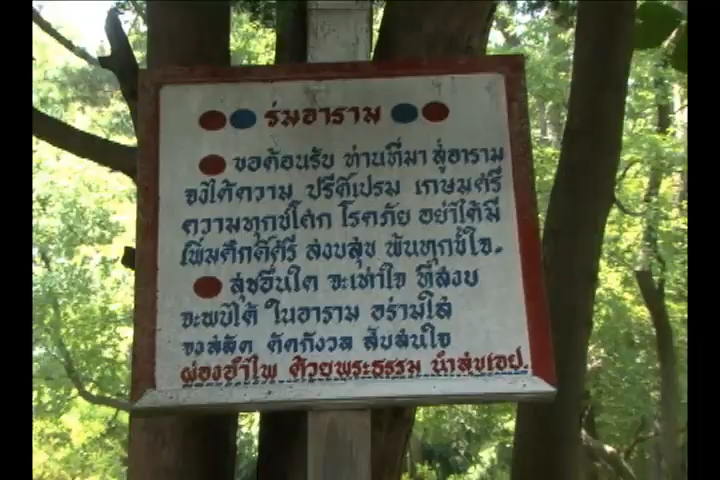 ร่มอาราม
ขอต้อนรับ ท่านที่มา สู่อาราม
จงได้ความ ปรีดิ์เปรม เกษมศรี
ความทุกข์โศก โรคภัย อย่าได้มี
เพิ่มศักดิ์ศรี สงบสุข พ้นทุกข์ใจ.
สุขอื่นใด จะเท่าใจ ที่สงบ
จะพบได้ ในอาราม อร่ามใส
จงสลัด ตัดกังวล สับสนใจ
ผ่องอำไพ ด้วยพระธรรม นำสุขเอย.